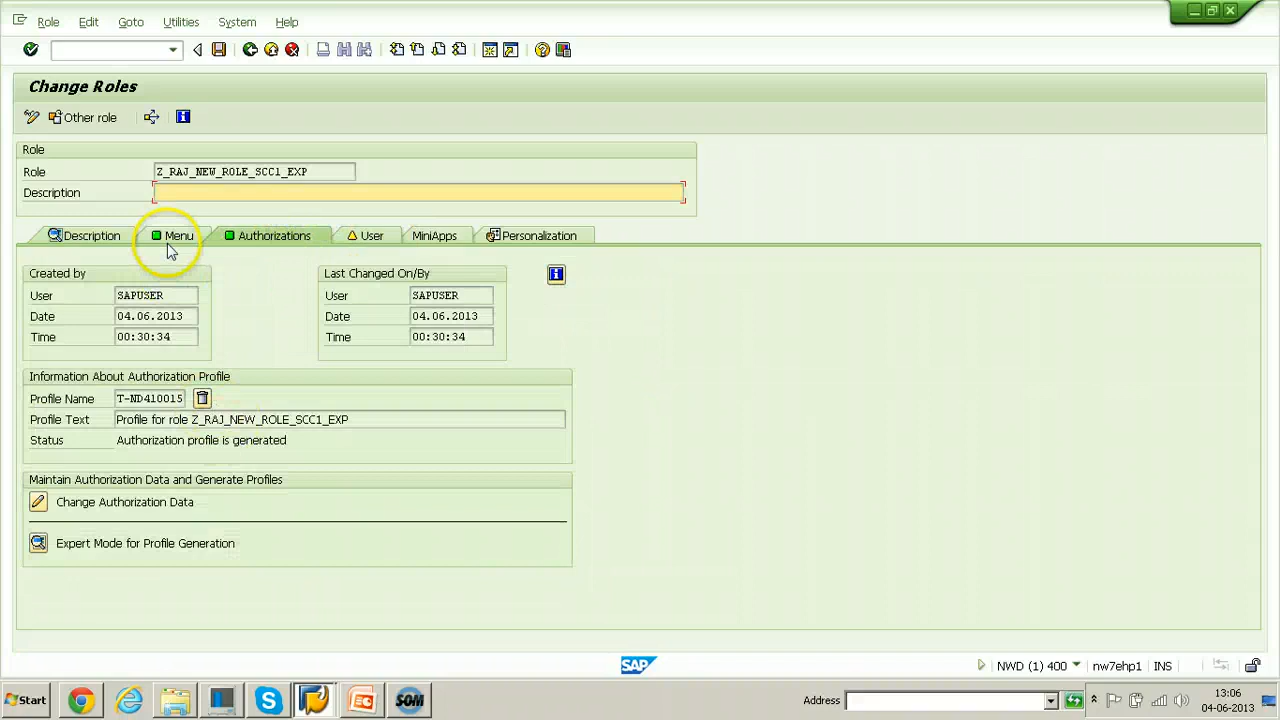 Role Edit Goto Utilities System Help
Change Roles
Other role
Role
Role Z_RAJ_NEW_ROLE_SCC1_EXP
Description
Description Menu Authorizations User MiniApps Personalization
Created by Last Changed On/By
User SAPUSER User SAPUSER
Date 04.06.2013 Date 04.06.2013
Time 00:30:34 Time 00:30:34
Information About Authorization Profile
Profile Name T-ND410015
Profile Text Profile for role Z_RAJ_NEW_ROLE_SCC1_EXP
Status Authorization profile is generated
Maintain Authorization Data and Generate Profiles
Change Authorization Data
Expert Mode for Profile Generation
SAP NWD (1) 400 nw7ehp1 INS
Start SOM Address 13:06
04-06-2013